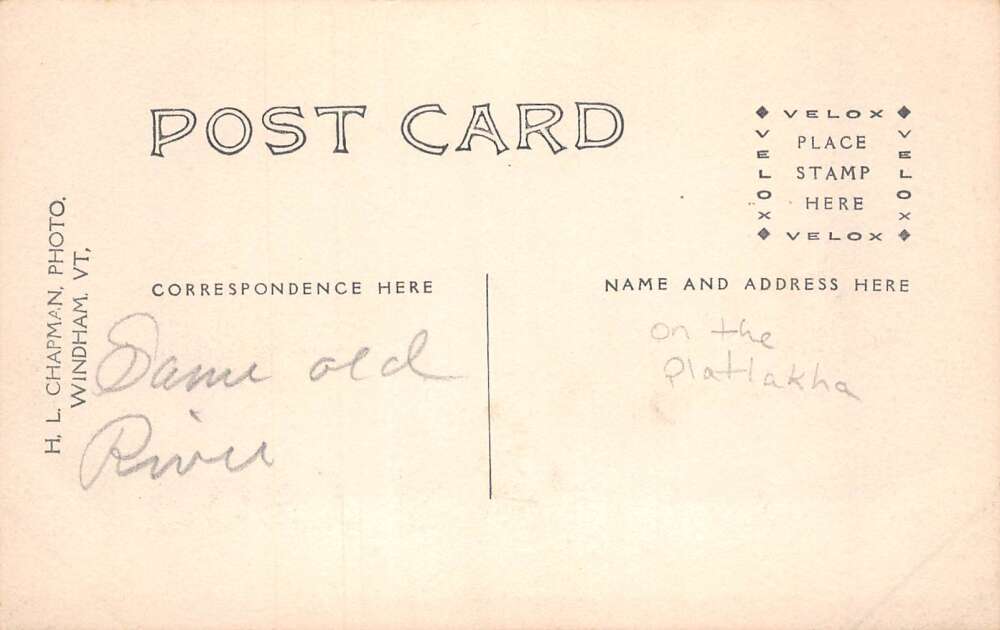 POST CARD
VELOX
VELOX
VELOX
VELOX
PLACE
STAMP
HERE
H. L. CHAPMAN, PHOTO.
WINDHAM, VT,
CORRESPONDENCE HERE
NAME AND ADDRESS HERE
Same old
River
on the
Platlakha